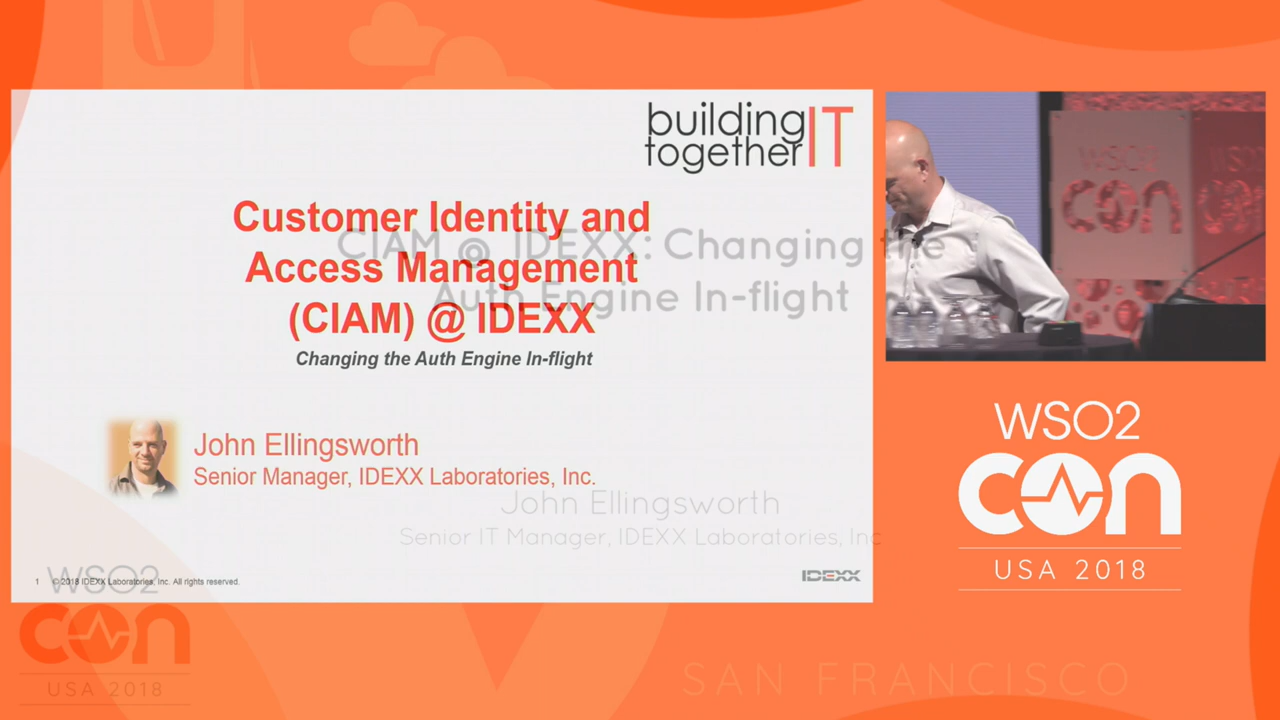 building
together IT
Customer Identity and
Access Management
(CIAM) @ IDEXX
Changing the Auth Engine In-flight
CIAM @ IDEXX: Changing the
Auth Engine In-flight
John Ellingsworth
Senior Manager, IDEXX Laboratories, Inc.
John Ellingsworth
Senior IT Manager, IDEXX Laboratories, Inc
1 © 2018 IDEXX Laboratories, Inc. All rights reserved.
IDEXX
WSO2
con
USA 2018
WSO2
con
USA 2018
WSO2
con
SAN FRANCISCO